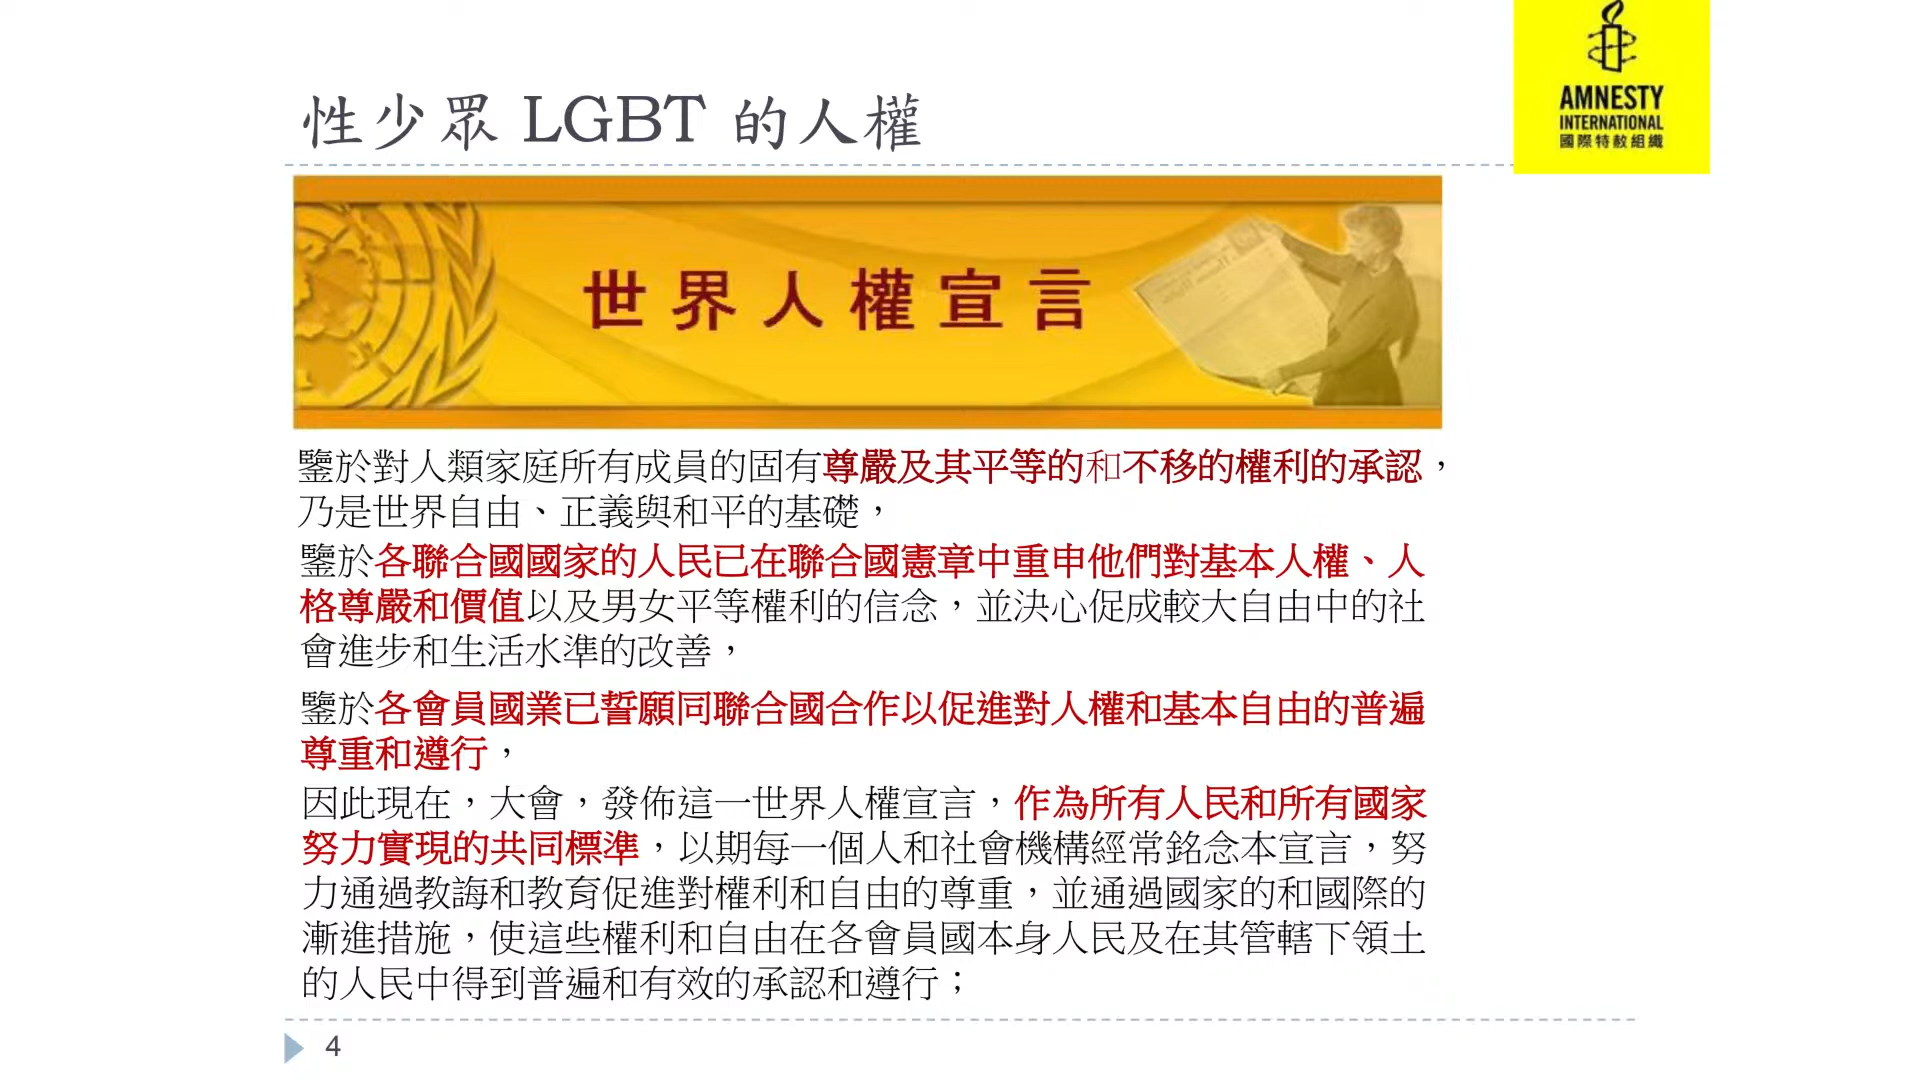 性少眾 LGBT 的人權
AMNESTY
INTERNATIONAL
國際特赦組織
世界人權宣言
鑒於對人類家庭所有成員的固有尊嚴及其平等的和不移的權利的承認，
乃是世界自由、正義與和平的基礎，
鑒於各聯合國國家的人民已在聯合國憲章中重申他們對基本人權、人
格尊嚴和價值以及男女平等權利的信念，並決心促成較大自由中的社
會進步和生活水準的改善，
鑒於各會員國業已誓願同聯合國合作以促進對人權和基本自由的普遍
尊重和遵行，
因此現在，大會，發佈這一世界人權宣言，作為所有人民和所有國家
努力實現的共同標準，以期每一個人和社會機構經常銘念本宣言，努
力通過教誨和教育促進對權利和自由的尊重，並通過國家的和國際的
漸進措施，使這些權利和自由在各會員國本身人民及在其管轄下領土
的人民中得到普遍和有效的承認和遵行；
4